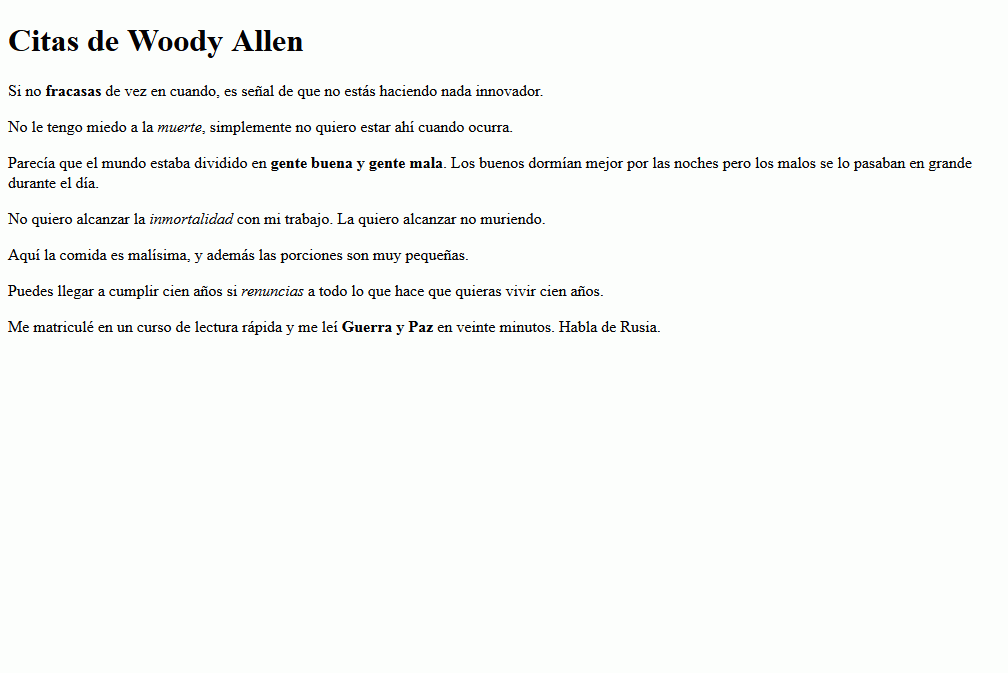 Citas de Woody Allen
Si no fracasas de vez en cuando, es señal de que no estás haciendo nada innovador.
No le tengo miedo a la muerte, simplemente no quiero estar ahí cuando ocurra.
Parecía que el mundo estaba dividido en gente buena y gente mala. Los buenos dormían mejor por las noches pero los malos se lo pasaban en grande
durante el día.
No quiero alcanzar la inmortalidad con mi trabajo. La quiero alcanzar no muriendo.
Aquí la comida es malísima, y además las porciones son muy pequeñas.
Puedes llegar a cumplir cien años si renuncias a todo lo que hace que quieras vivir cien años.
Me matriculé en un curso de lectura rápida y me leí Guerra y Paz en veinte minutos. Habla de Rusia.